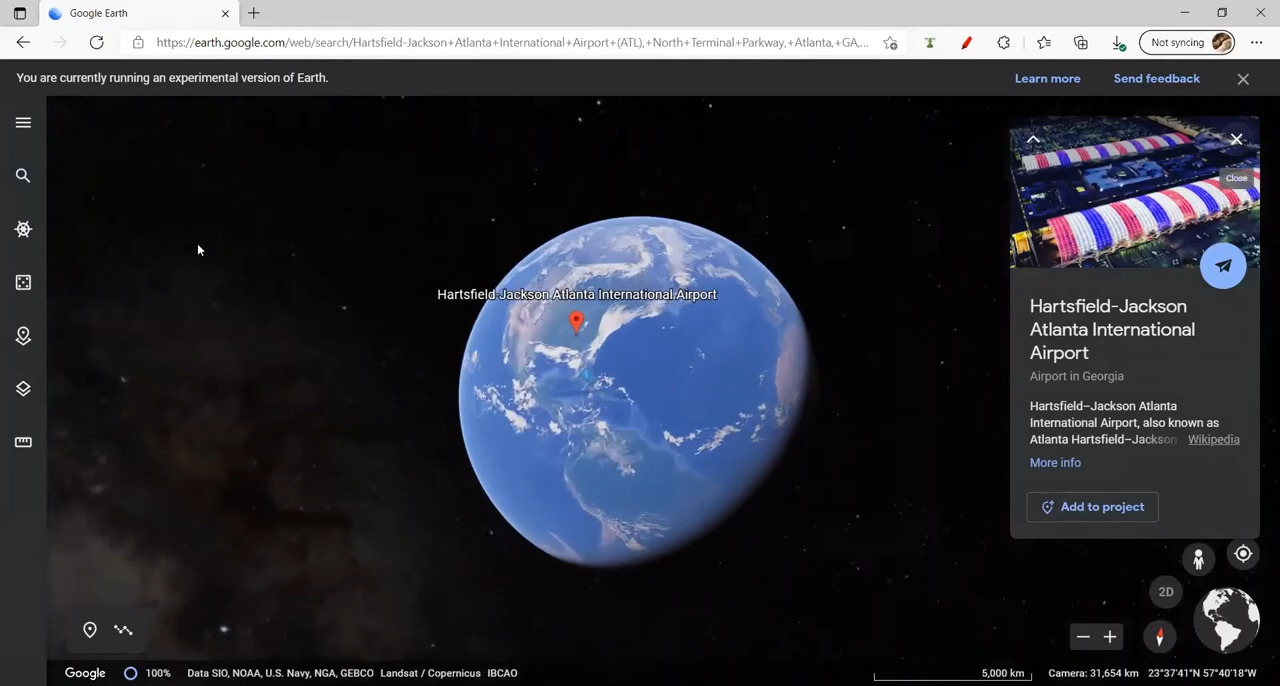 Google Earth
https://earth.google.com/web/search/Hartsfield-Jackson+Atlanta+International+Airport+(ATL),+North+Terminal+Parkway,+Atlanta,+GA,...
Not syncing
You are currently running an experimental version of Earth.
Learn more
Send feedback
Close
Hartsfield-Jackson Atlanta International Airport
Hartsfield-Jackson
Atlanta International
Airport
Airport in Georgia
Hartsfield–Jackson Atlanta
International Airport, also known as
Atlanta Hartsfield–Jackson Wikipedia
More info
Add to project
2D
Google
100%
Data SIO, NOAA, U.S. Navy, NGA, GEBCO Landsat / Copernicus IBCAO
5,000 km
Camera: 31,654 km 23°37'41"N 57°40'18"W